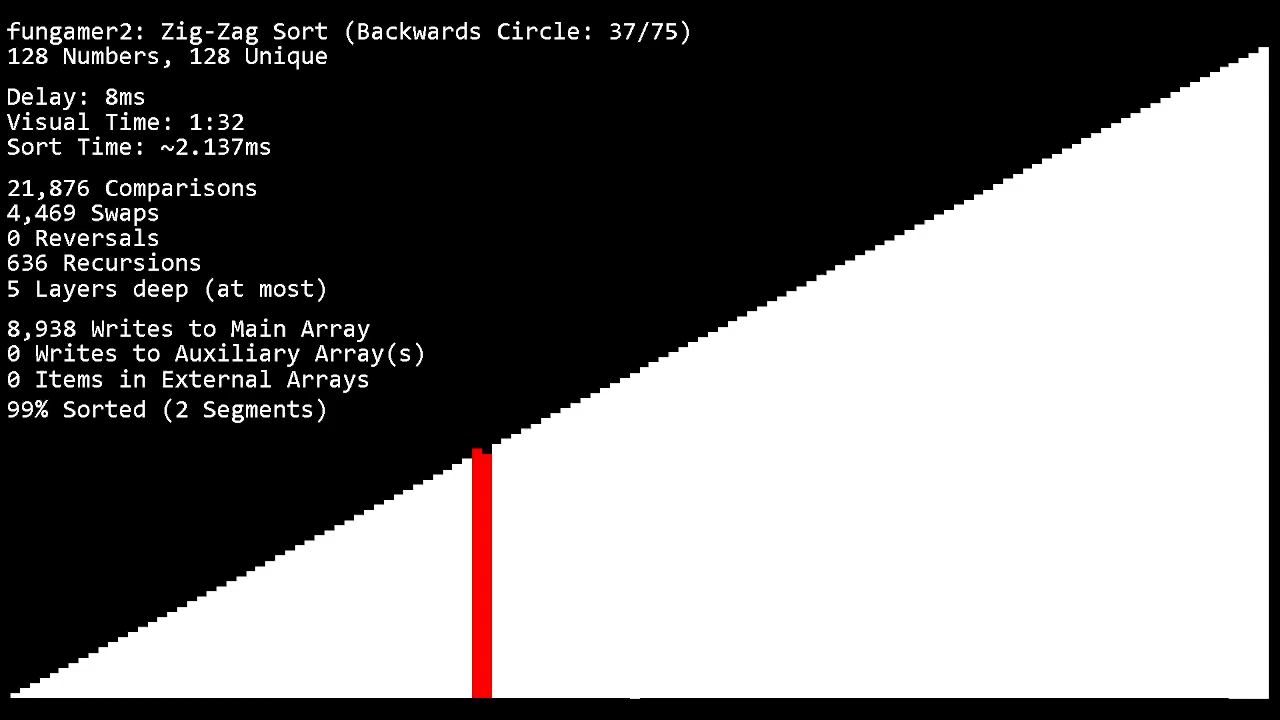 fungamer2: Zig-Zag Sort (Backwards Circle: 37/75)
128 Numbers, 128 Unique
Delay: 8ms
Visual Time: 1:32
Sort Time: ~2.137ms
21,876 Comparisons
4,469 Swaps
0 Reversals
636 Recursions
5 Layers deep (at most)
8,938 Writes to Main Array
0 Writes to Auxiliary Array(s)
0 Items in External Arrays
99% Sorted (2 Segments)